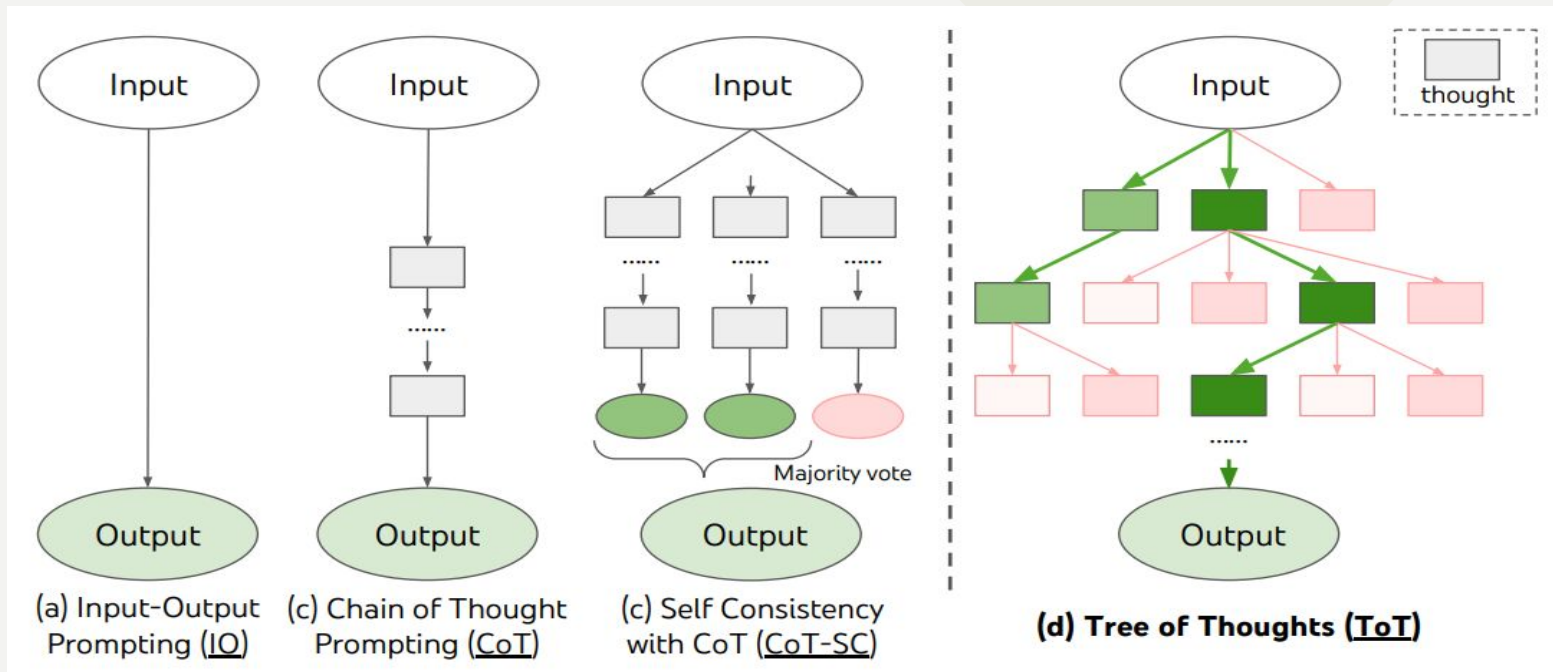 Input
Input
Input
Input
thought
......
......
......
......
......
Majority vote
Output
Output
Output
Output
(a) Input-Output
Prompting (IO)
(c) Chain of Thought
Prompting (CoT)
(c) Self Consistency
with CoT (CoT-SC)
(d) Tree of Thoughts (ToT)